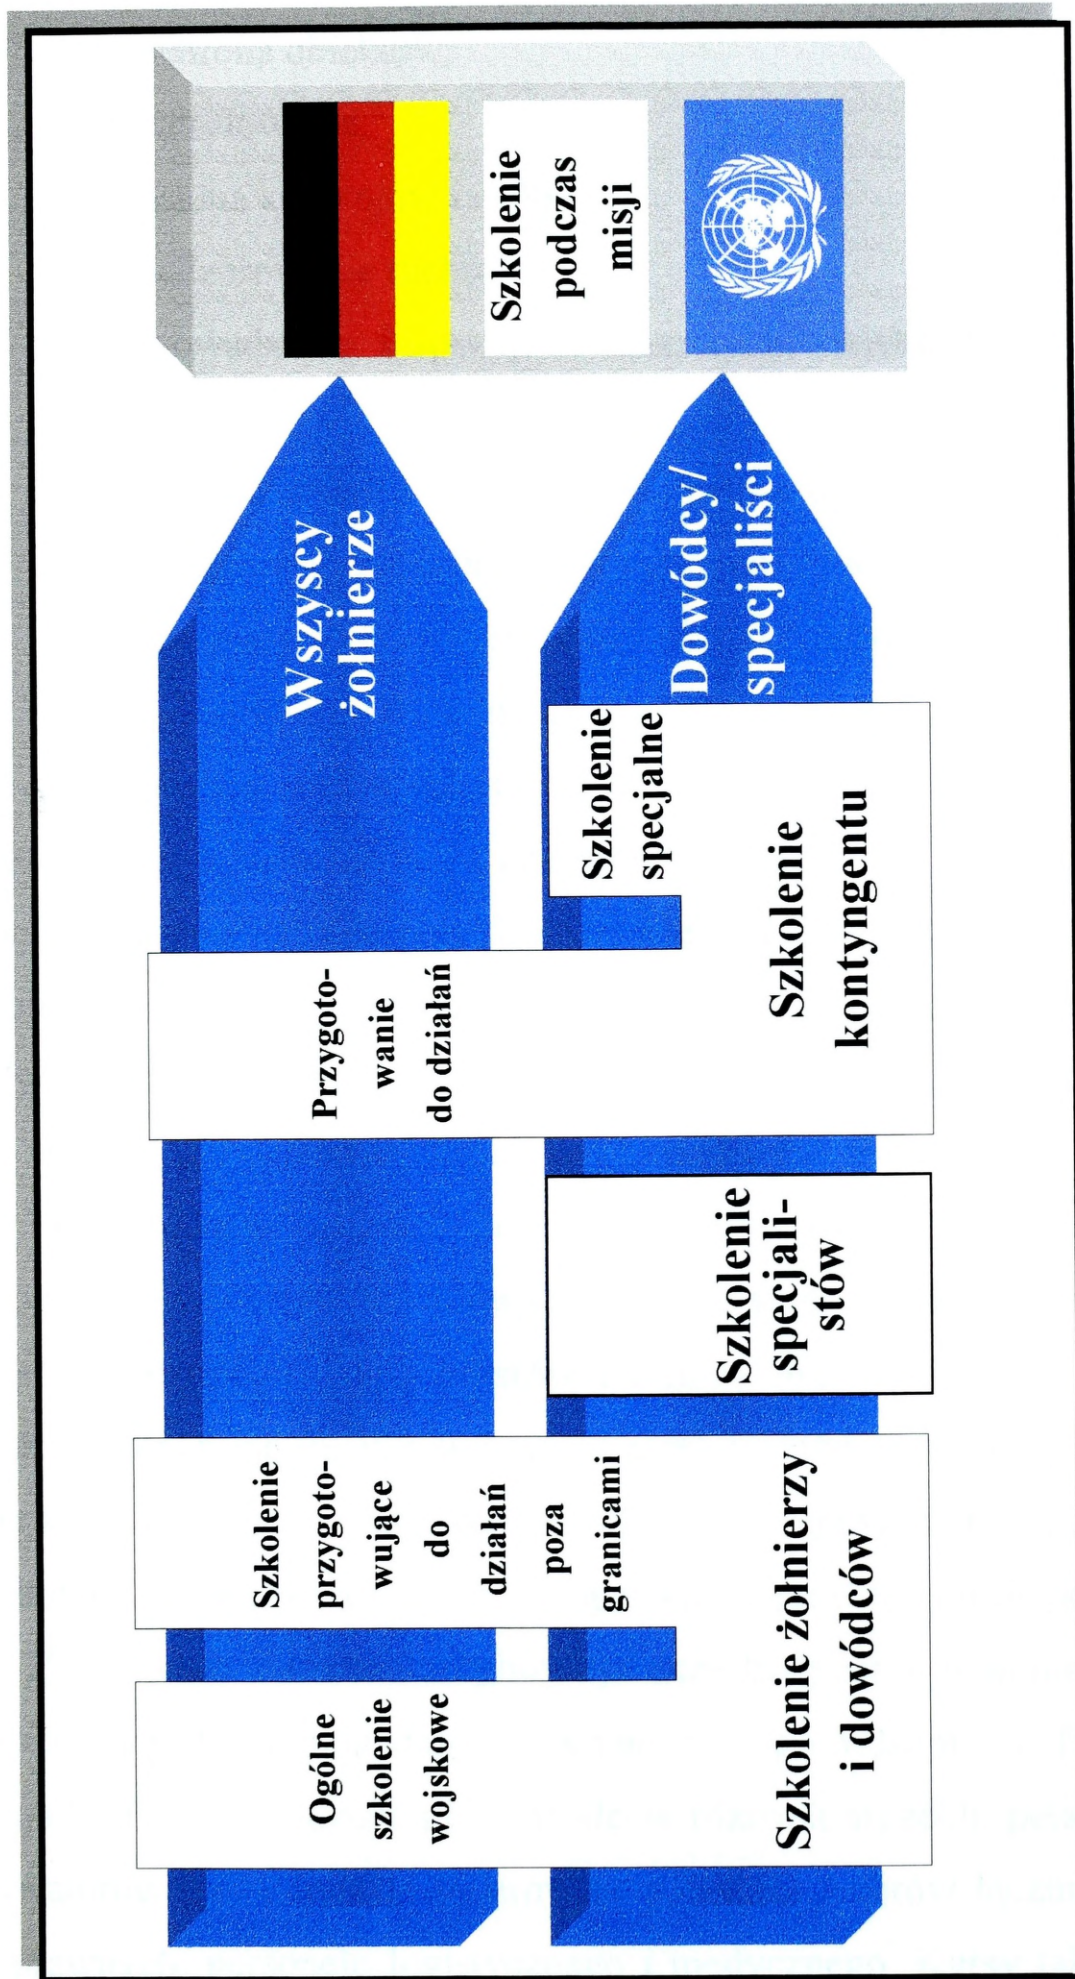 Ogólne
szkolenie
wojskowe
Szkolenie
przygoto-
wujące
do
działań
poza
granicami
Szkolenie żołnierzy
i dowódców
Szkolenie
specjali-
stów
Przygoto-
wanie
do działań
Szkolenie
specjalne
Szkolenie
kontyngentu
Wszyscy
żołnierze
Dowódcy/
specjaliści
Szkolenie
podczas
misji